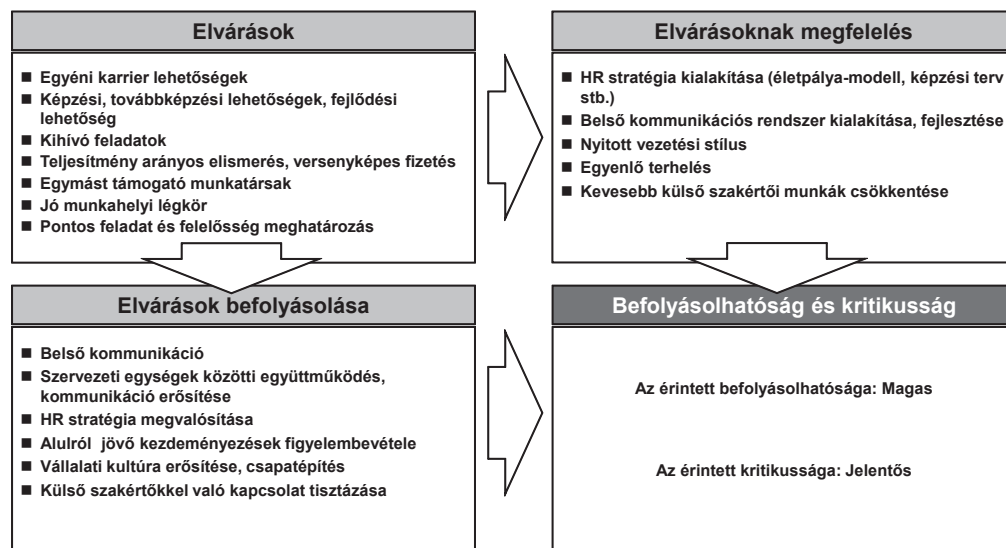 Elvárások
■ Egyéni karrier lehetőségek
■ Képzési, továbbképzési lehetőségek, fejlődési
lehetőség
■ Kihívó feladatok
■ Teljesítmény arányos elismerés, versenyképes fizetés
■ Egymást támogató munkatársak
■ Jó munkahelyi légkör
■ Pontos feladat és felelősség meghatározás
Elvárásoknak megfelelés
■ HR stratégia kialakítása (életpálya-modell, képzési terv
stb.)
■ Belső kommunikációs rendszer kialakítása, fejlesztése
■ Nyitott vezetési stílus
■ Egyenlő terhelés
■ Kevesebb külső szakértői munkák csökkentése
Elvárások befolyásolása
■ Belső kommunikáció
■ Szervezeti egységek közötti együttműködés,
kommunikáció erősítése
■ HR stratégia megvalósítása
■ Alulról jövő kezdeményezések figyelembevétele
■ Vállalati kultúra erősítése, csapatépítés
■ Külső szakértőkkel való kapcsolat tisztázása
Befolyásolhatóság és kritikusság
Az érintett befolyásolhatósága: Magas
Az érintett kritikussága: Jelentős